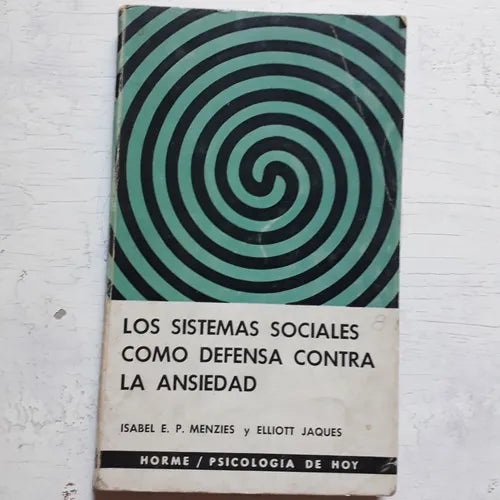 LOS SISTEMAS SOCIALES
COMO DEFENSA CONTRA
LA ANSIEDAD
ISABEL E. P. MENZIES y ELLIOTT JAQUES
HORME / PSICOLOGIA DE HOY